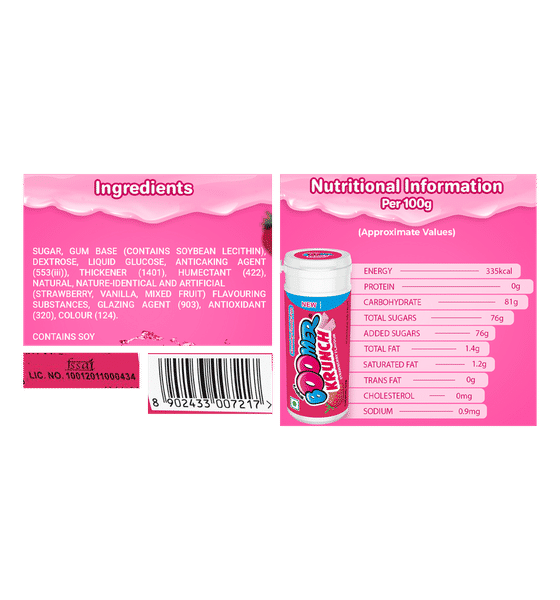 Ingredients
SUGAR, GUM BASE (CONTAINS SOYBEAN LECITHIN),
DEXTROSE, LIQUID GLUCOSE, ANTICAKING AGENT
(553(iii)), THICKENER (1401), HUMECTANT (422),
NATURAL, NATURE-IDENTICAL AND ARTIFICIAL
(STRAWBERRY, VANILLA, MIXED FRUIT) FLAVOURING
SUBSTANCES, GLAZING AGENT (903), ANTIOXIDANT
(320), COLOUR (124).
CONTAINS SOY
fssai
LIC. NO. 10012011000434
8 902433 007217 >
Nutritional Information
Per 100g
(Approximate Values)
ENERGY 335kcal
PROTEIN 0g
CARBOHYDRATE 81g
TOTAL SUGARS 76g
ADDED SUGARS 76g
TOTAL FAT 1.4g
SATURATED FAT 1.2g
TRANS FAT 0g
CHOLESTEROL 0mg
SODIUM 0.9mg
NEW
BOOMER
KRUNCH